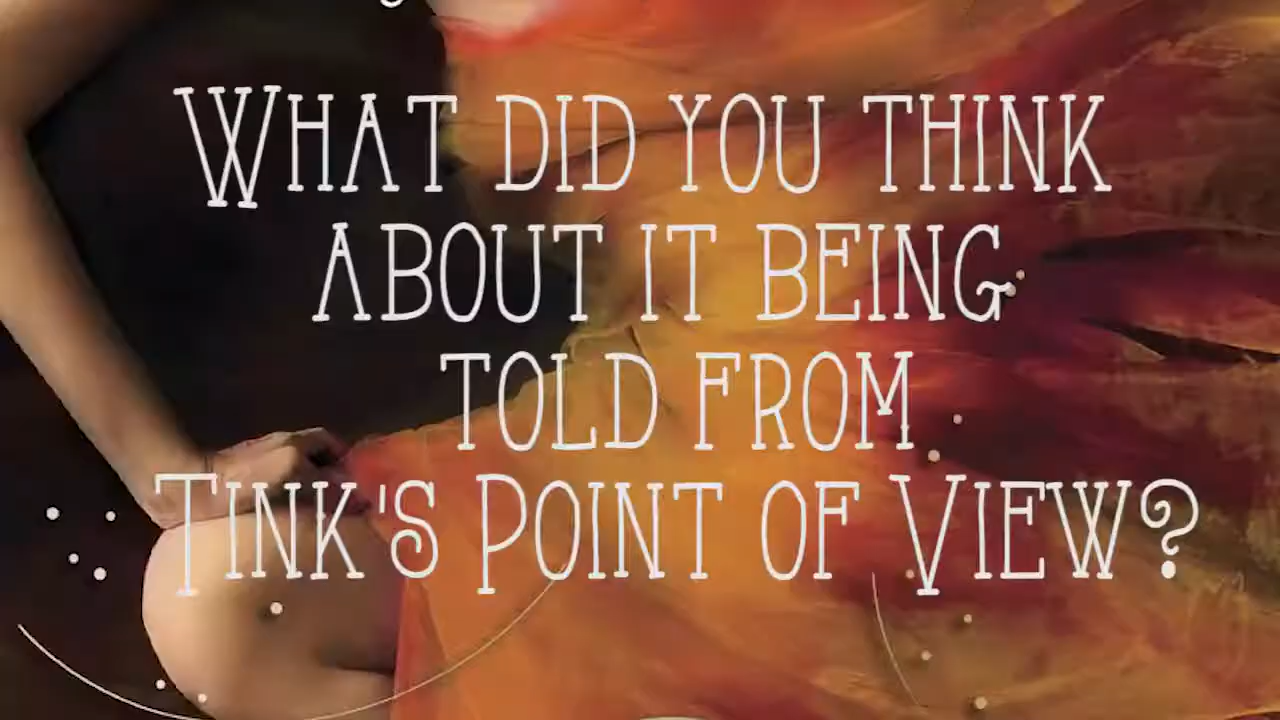 What did you think
about it being
told from
Tink's Point of View?